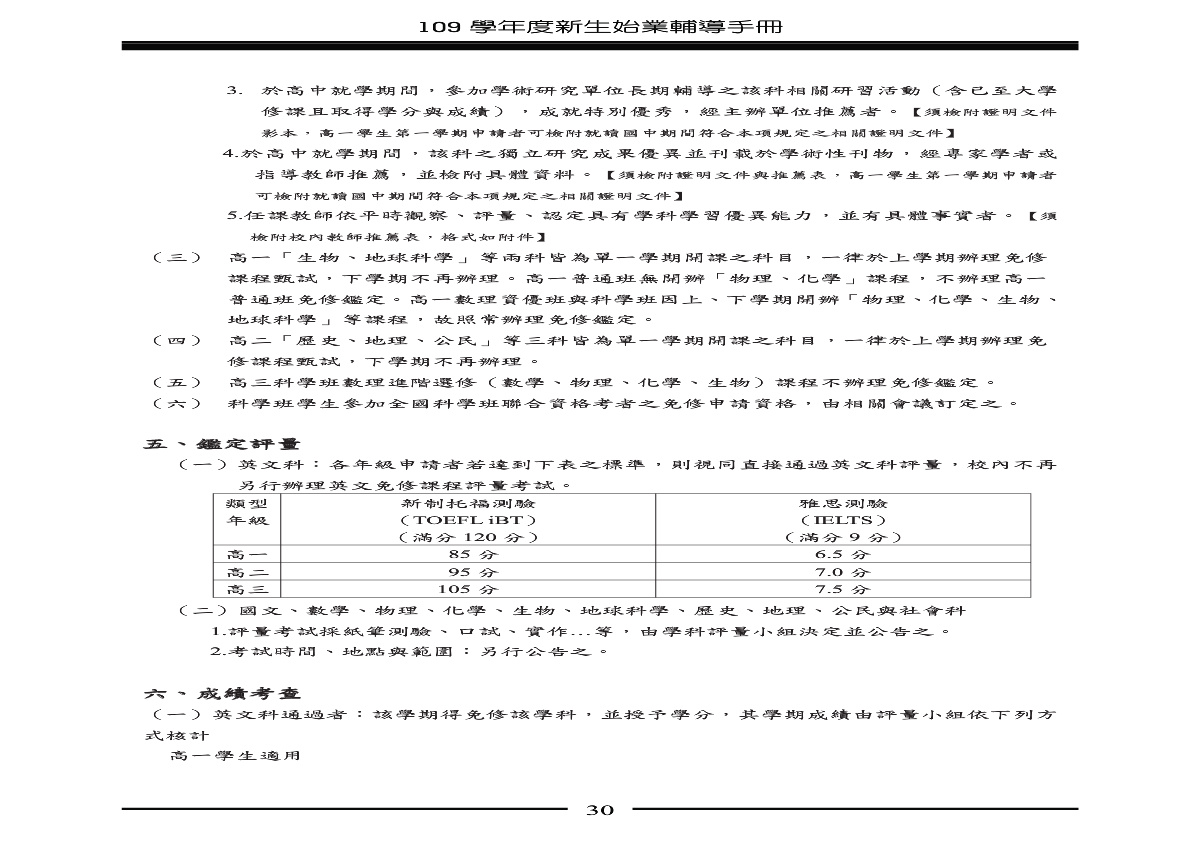 109 學年度新生始業輔導手冊
3. 於高中就學期間，參加學術研究單位長期輔導之該科相關研習活動（含已至大學
修課且取得學分與成績），成就特別優秀，經主辦單位推薦者。【須檢附證明文件
影本，高一學生第一學期申請者可檢附就讀國中期間符合本項規定之相關證明文件】
4.於高中就學期間，該科之獨立研究成果優異並刊載於學術性刊物，經專家學者或
指導教師推薦，並檢附具體資料。【須檢附證明文件與推薦表，高一學生第一學期申請者
可檢附就讀國中期間符合本項規定之相關證明文件】
5.任課教師依平時觀察、評量、認定具有學科學習優異能力，並有具體事實者。【須
檢附校內教師推薦表，格式如附件】
（三） 高一「生物、地球科學」等兩科皆為單一學期開課之科目，一律於上學期辦理免修
課程甄試，下學期不再辦理。高一普通班無開辦「物理、化學」課程，不辦理高一
普通班免修鑑定。高一數理資優班與科學班因上、下學期開辦「物理、化學、生物、
地球科學」等課程，故照常辦理免修鑑定。
（四） 高二「歷史、地理、公民」等三科皆為單一學期開課之科目，一律於上學期辦理免
修課程甄試，下學期不再辦理。
（五） 高三科學班數理進階選修（數學、物理、化學、生物）課程不辦理免修鑑定。
（六） 科學班學生參加全國科學班聯合資格考者之免修申請資格，由相關會議訂定之。
五、鑑定評量
（一）英文科：各年級申請者若達到下表之標準，則視同直接通過英文科評量，校內不再
另行辦理英文免修課程評量考試。
類型 新制托福測驗 雅思測驗
年級 （TOEFL iBT） （IELTS）
（滿分 120 分） （滿分 9 分）
高一 85 分 6.5 分
高二 95 分 7.0 分
高三 105 分 7.5 分
（二）國文、數學、物理、化學、生物、地球科學、歷史、地理、公民與社會科
1.評量考試採紙筆測驗、口試、實作...等，由學科評量小組決定並公告之。
2.考試時間、地點與範圍：另行公告之。
六、成績考查
（一）英文科通過者：該學期得免修該學科，並授予學分，其學期成績由評量小組依下列方
式核計
高一學生適用
30